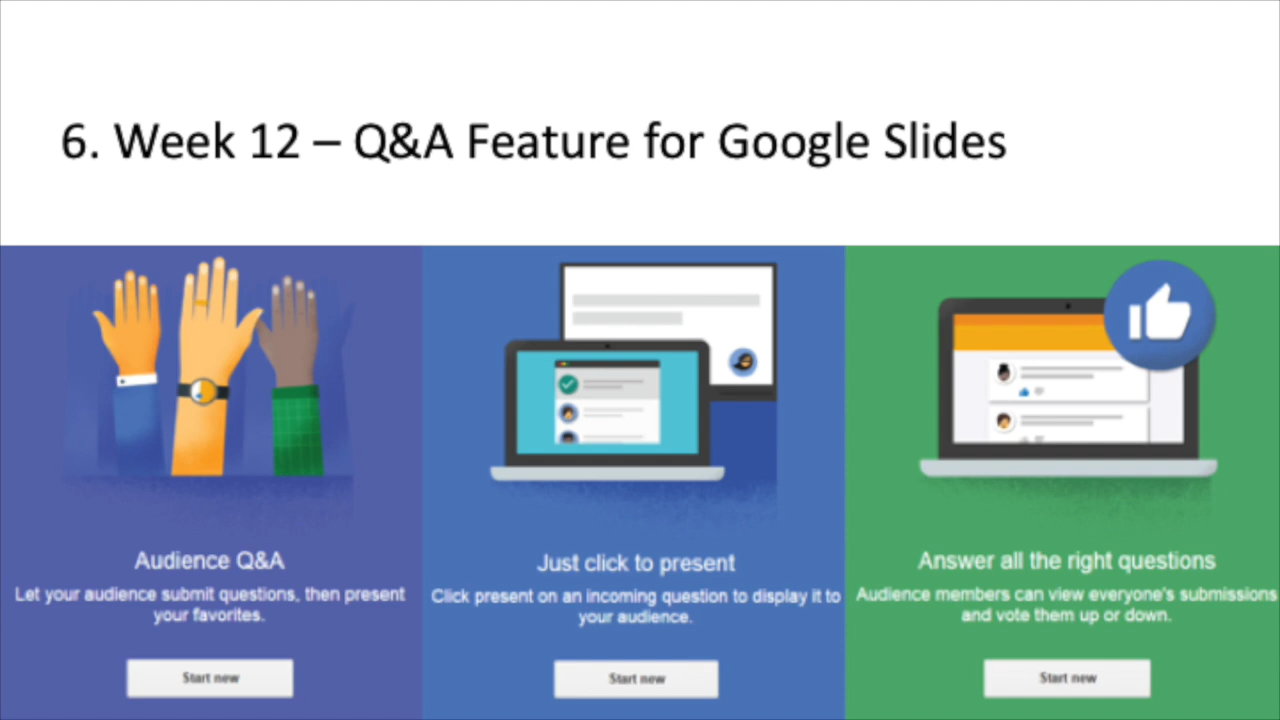 6. Week 12 – Q&A Feature for Google Slides
Audience Q&A
Let your audience submit questions, then present
your favorites.
Start new
Just click to present
Click present on an incoming question to display it to
your audience.
Start new
Answer all the right questions
Audience members can view everyone's submissions
and vote them up or down.
Start new